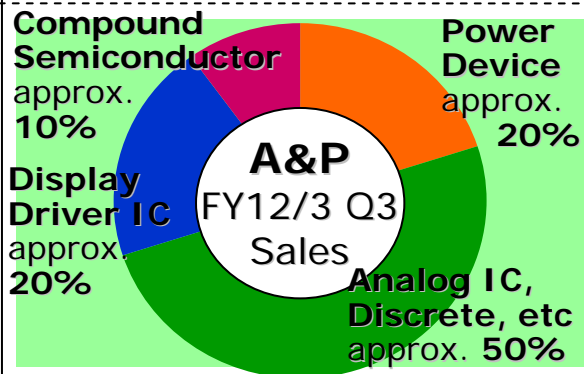 Compound
Semiconductor
approx.
10%
Power
Device
approx.
20%
A&P
FY12/3 Q3
Sales
Display
Driver IC
approx.
20%
Analog IC,
Discrete, etc
approx. 50%